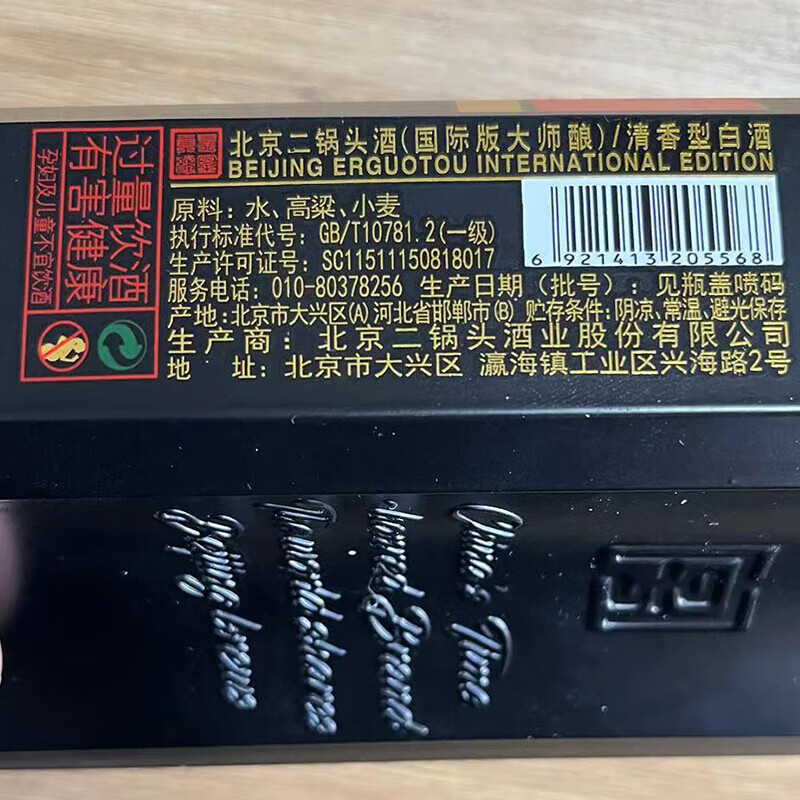 过量饮酒
有害健康
孕妇及儿童不宜饮酒
北京二锅头酒(国际版大师酿)/清香型白酒
BEIJING ERGUOTOU INTERNATIONAL EDITION
原料：水、高粱、小麦
执行标准代号：GB/T10781.2(一级)
生产许可证号：SC11511150818017
6 921413 205568
服务电话：010-80378256 生产日期（批号）：见瓶盖喷码
产地：北京市大兴区(A) 河北省邯郸市(B) 贮存条件：阴凉、常温、避光保存
生产商：北京二锅头酒业股份有限公司
地 址：北京市大兴区 瀛海镇工业区兴海路2号
Time
Brand